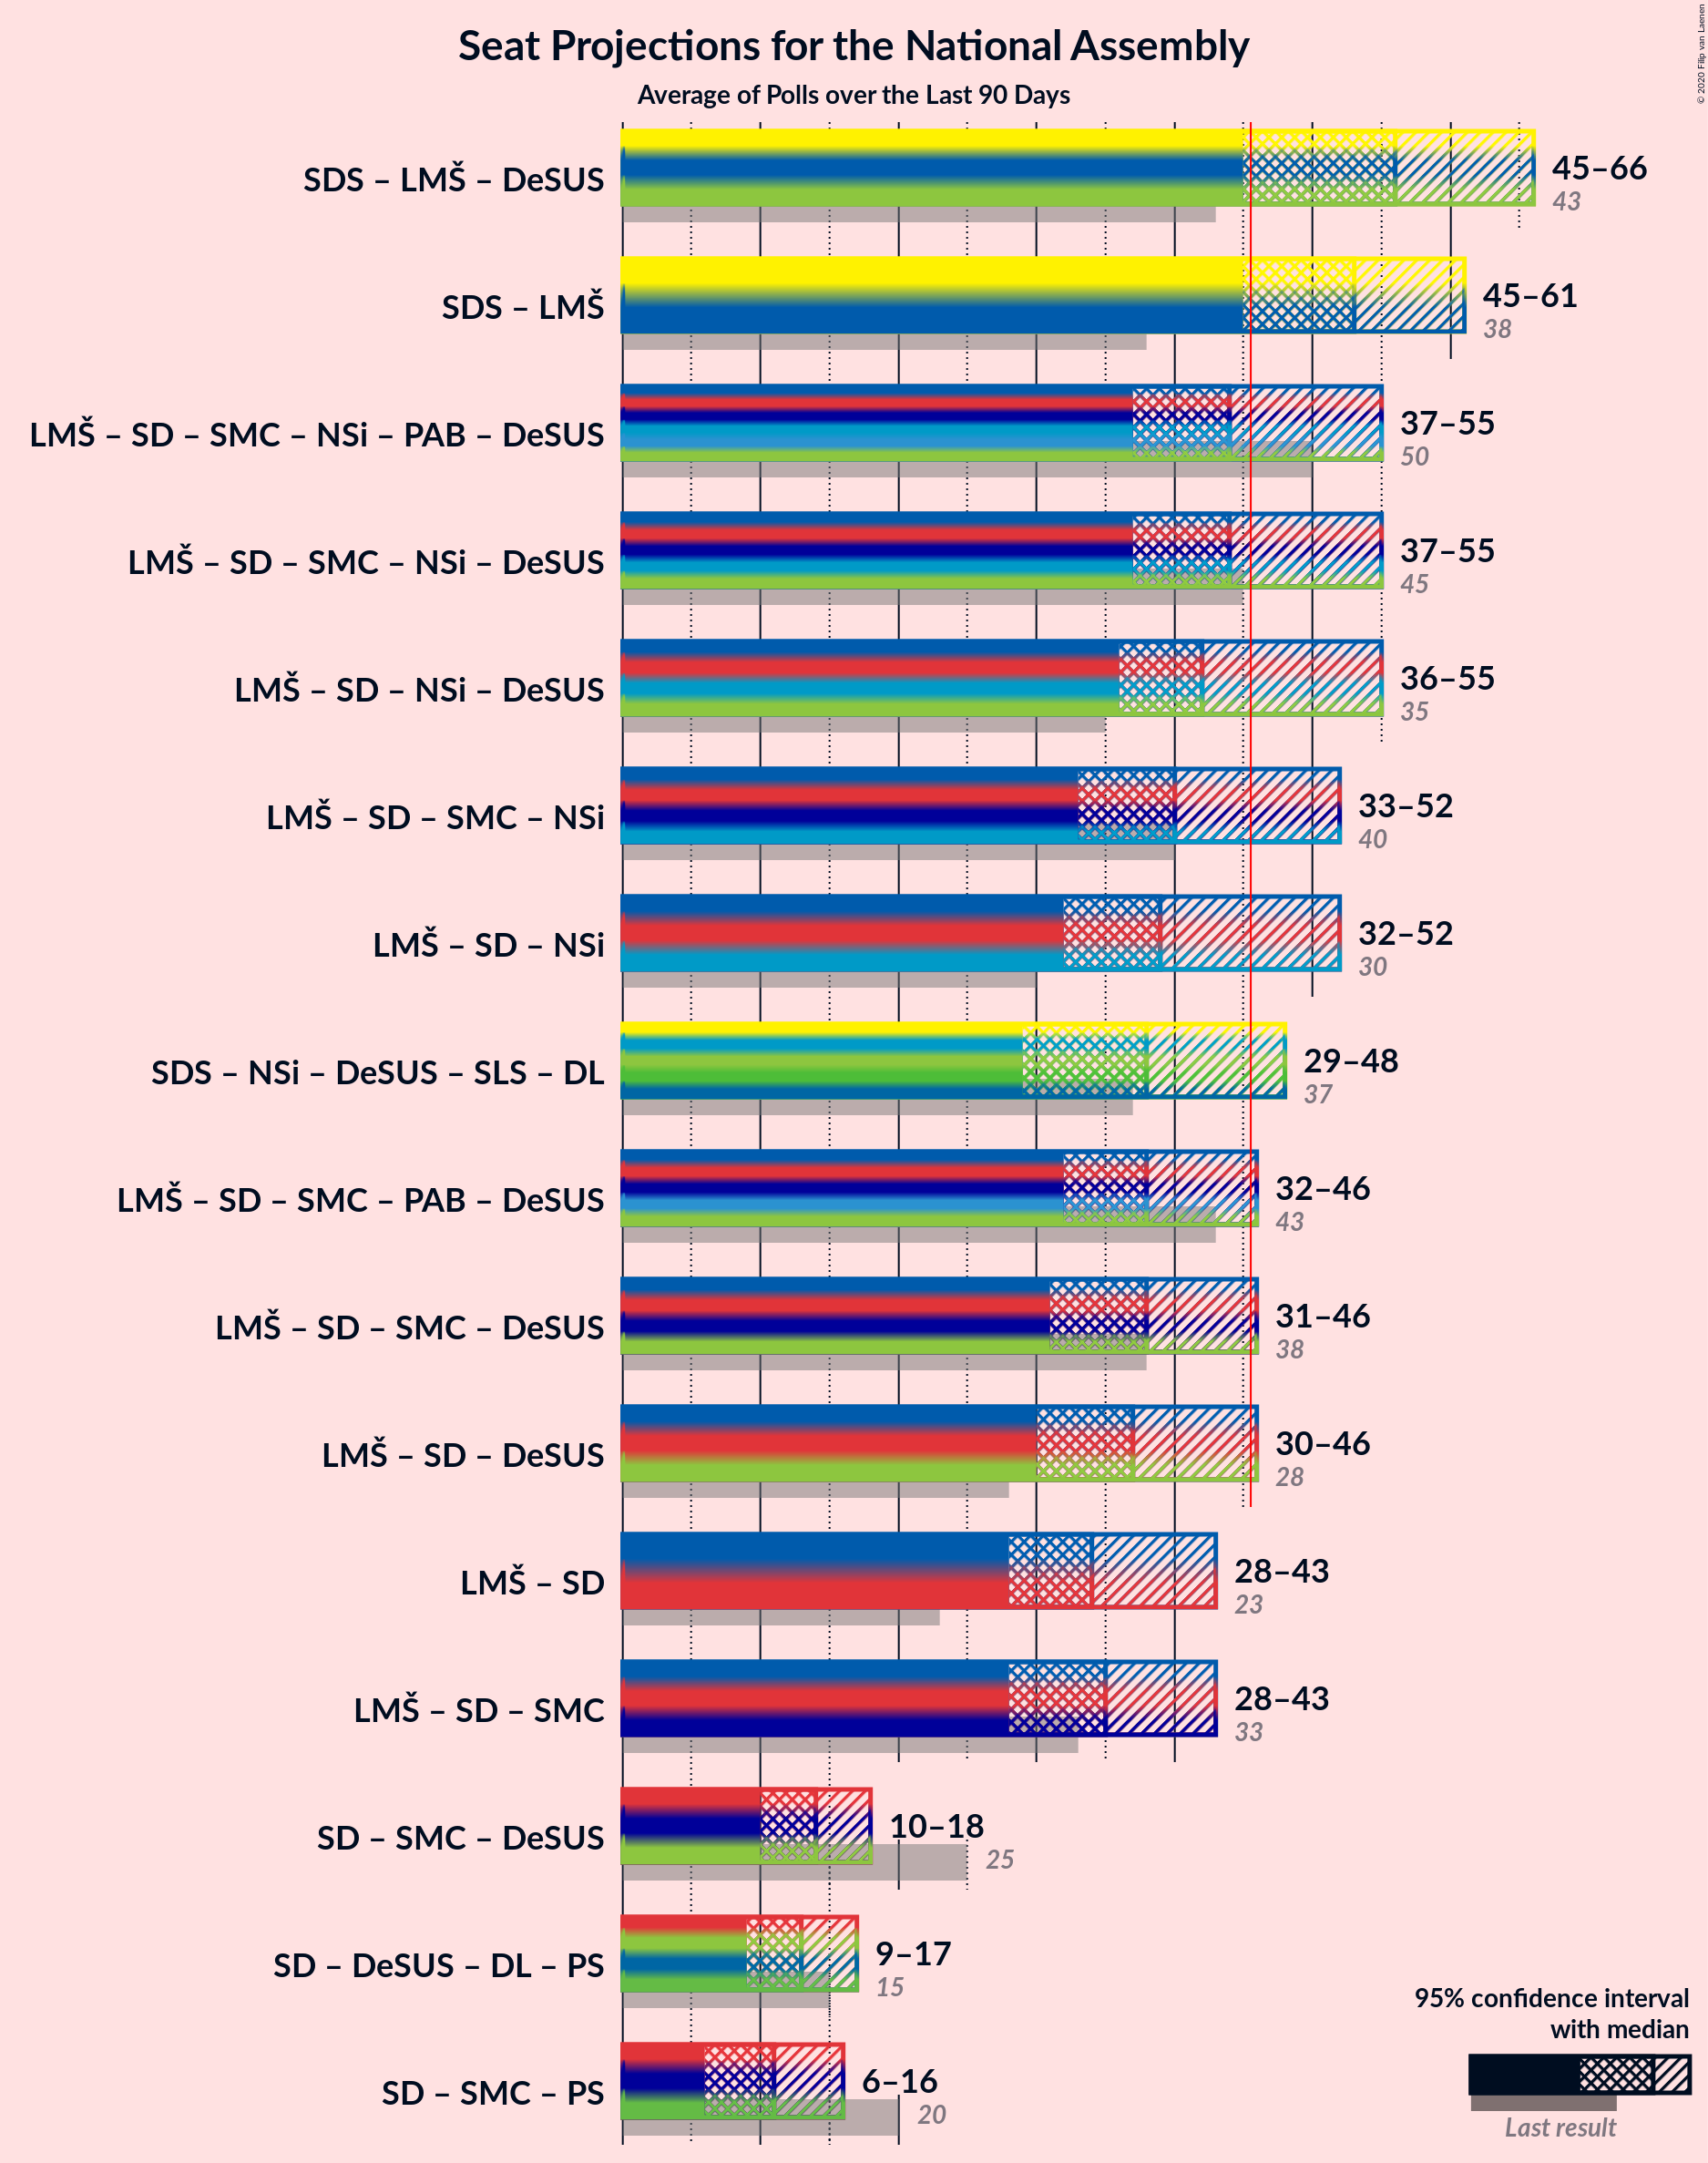 Seat Projections for the National Assembly
Average of Polls over the Last 90 Days
© 2020 Filip van Laenen
SDS – LMŠ – DeSUS
45–66
43
SDS – LMŠ
45–61
38
LMŠ – SD – SMC – NSi – PAB – DeSUS
37–55
50
LMŠ – SD – SMC – NSi – DeSUS
37–55
45
LMŠ – SD – NSi – DeSUS
36–55
35
LMŠ – SD – SMC – NSi
33–52
40
LMŠ – SD – NSi
32–52
30
SDS – NSi – DeSUS – SLS – DL
29–48
37
LMŠ – SD – SMC – PAB – DeSUS
32–46
43
LMŠ – SD – SMC – DeSUS
31–46
38
LMŠ – SD – DeSUS
30–46
28
LMŠ – SD
28–43
23
LMŠ – SD – SMC
28–43
33
SD – SMC – DeSUS
10–18
25
SD – DeSUS – DL – PS
9–17
15
SD – SMC – PS
6–16
20
95% confidence interval
with median
Last result